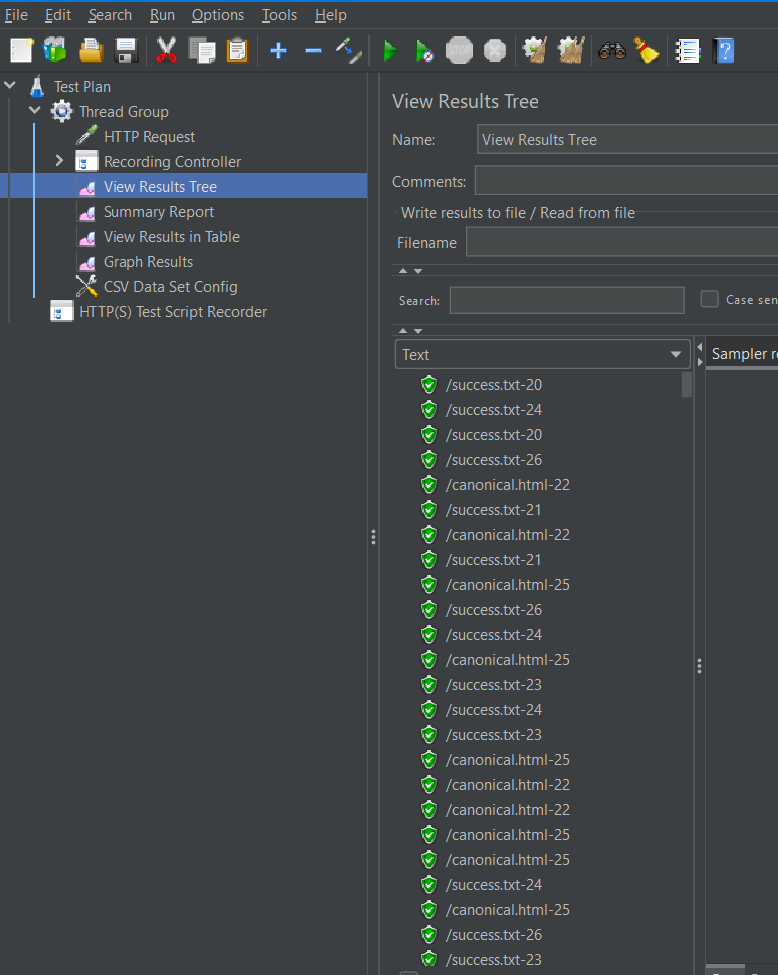 File Edit Search Run Options Tools Help
STOP
Test Plan
Thread Group
HTTP Request
Recording Controller
View Results Tree
Summary Report
View Results in Table
Graph Results
CSV Data Set Config
HTTP(S) Test Script Recorder
View Results Tree
Name: View Results Tree
Comments:
Write results to file / Read from file
Filename
Search: Case sen
Text
Sampler re
/success.txt-20
/success.txt-24
/success.txt-20
/success.txt-26
/canonical.html-22
/success.txt-21
/canonical.html-22
/success.txt-21
/canonical.html-25
/success.txt-26
/success.txt-24
/canonical.html-25
/success.txt-23
/success.txt-24
/success.txt-23
/canonical.html-25
/canonical.html-22
/canonical.html-22
/canonical.html-25
/canonical.html-25
/success.txt-24
/canonical.html-25
/success.txt-26
/success.txt-23